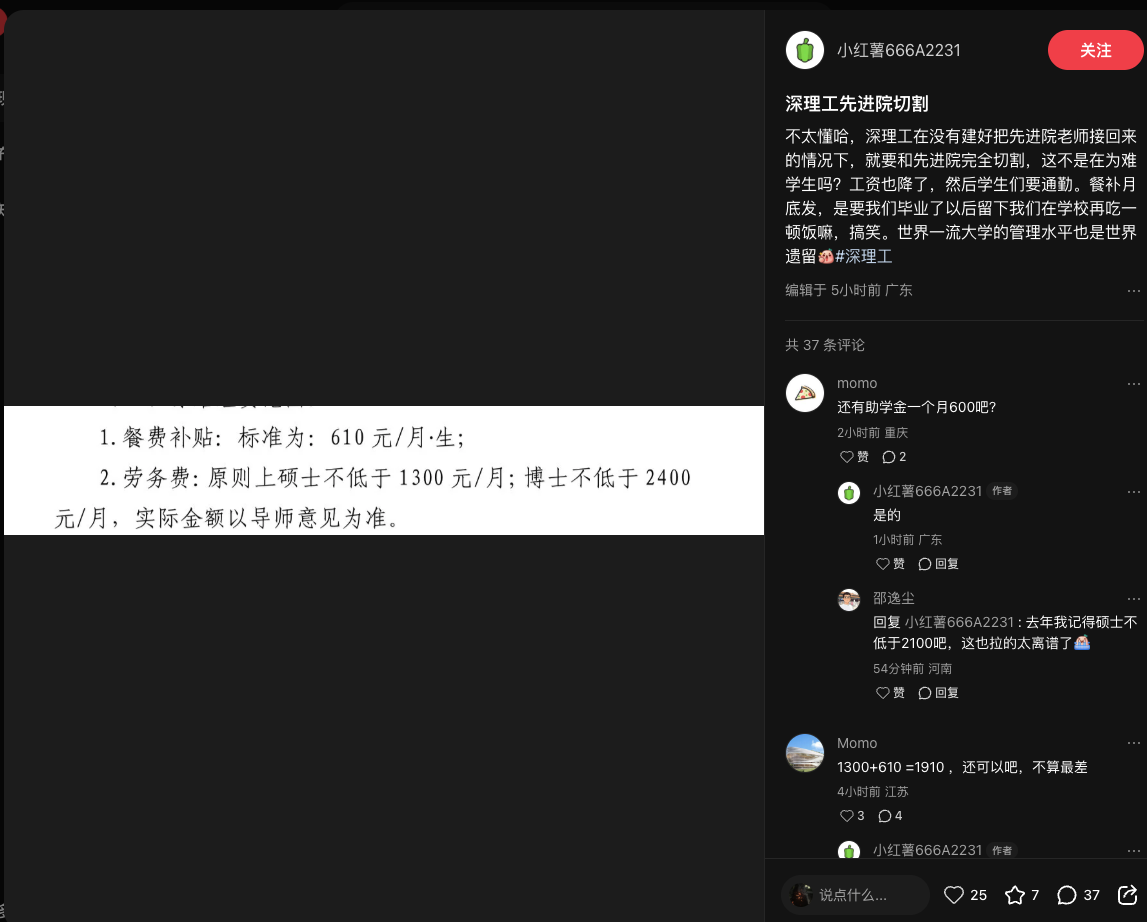 小红薯666A2231
关注
深理工先进院切割
不太懂哈，深理工在没有建好把先进院老师接回来
的情况下，就要和先进院完全切割，这不是在为难
学生吗？工资也降了，然后学生们要通勤。餐补月
底发，是要我们毕业了以后留下我们在学校再吃一
顿饭嘛，搞笑。世界一流大学的管理水平也是世界
遗留#深理工
编辑于 5小时前 广东
共 37 条评论
momo
还有助学金一个月600吧?
2小时前 重庆
赞 2
小红薯666A2231 作者
是的
1小时前 广东
赞 回复
邵逸尘
回复 小红薯666A2231 : 去年我记得硕士不
低于2100吧，这也拉的太离谱了
54分钟前 河南
赞 回复
Momo
1300+610 =1910 ，还可以吧，不算最差
4小时前 江苏
3 4
小红薯666A2231 作者
说点什么...
25 7 37
1. 餐费补贴：标准为：610 元/月·生；
2. 劳务费：原则上硕士不低于 1300 元/月；博士不低于 2400
元/月，实际金额以导师意见为准。